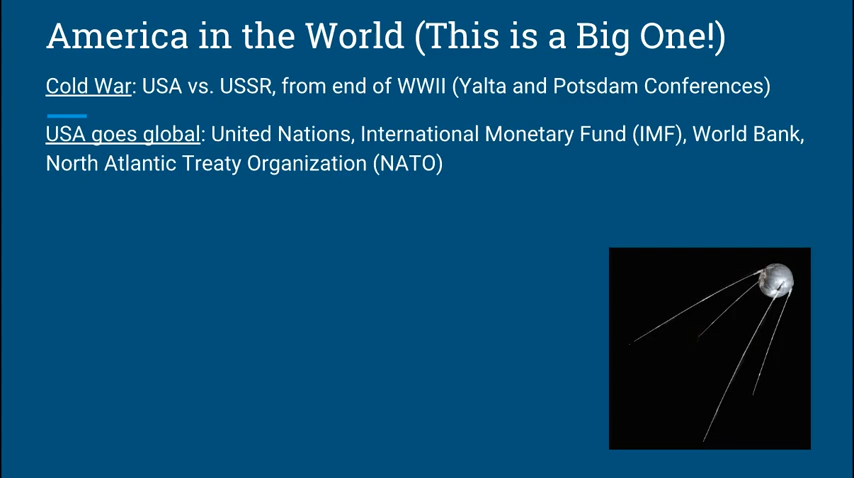 America in the World (This is a Big One!)
Cold War: USA vs. USSR, from end of WWII (Yalta and Potsdam Conferences)
USA goes global: United Nations, International Monetary Fund (IMF), World Bank,
North Atlantic Treaty Organization (NATO)